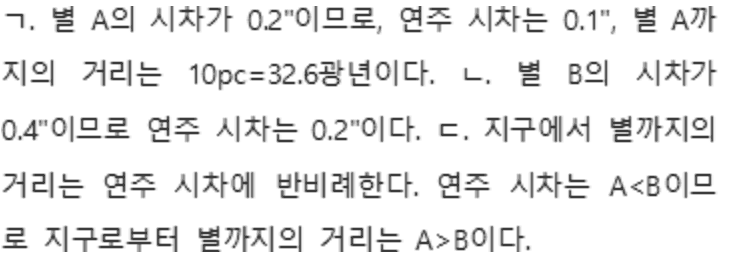 ㄱ. 별 A의 시차가 0.2"이므로, 연주 시차는 0.1", 별 A까
지의 거리는 10pc=32.6광년이다. ㄴ. 별 B의 시차가
0.4"이므로 연주 시차는 0.2"이다. ㄷ. 지구에서 별까지의
거리는 연주 시차에 반비례한다. 연주 시차는 A<B이므
로 지구로부터 별까지의 거리는 A>B이다.